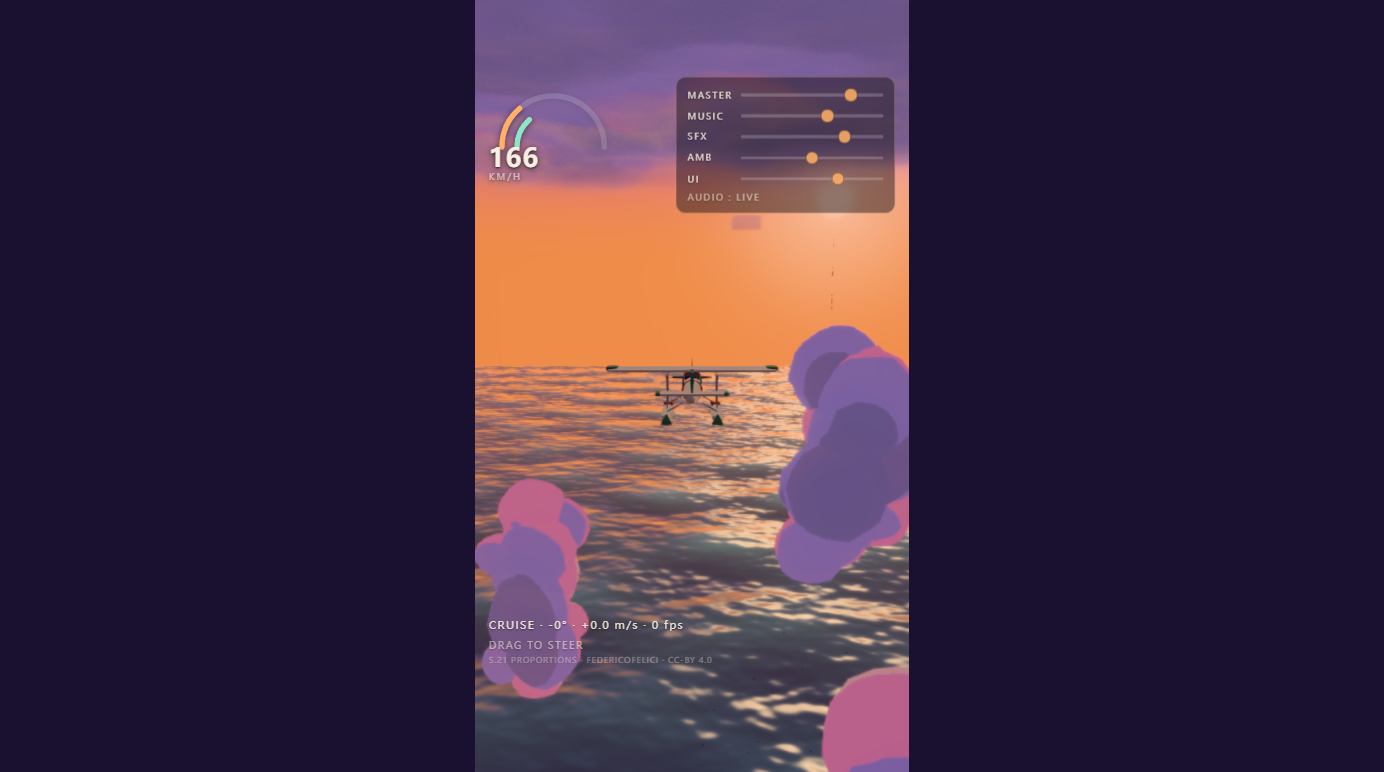 166
KM/H
MASTER
MUSIC
SFX
AMB
UI
AUDIO : LIVE
CRUISE · -0° · +0.0 m/s · 0 fps
DRAG TO STEER
S.21 PROPORTIONS · FEDERICOFELICI · CC-BY 4.0